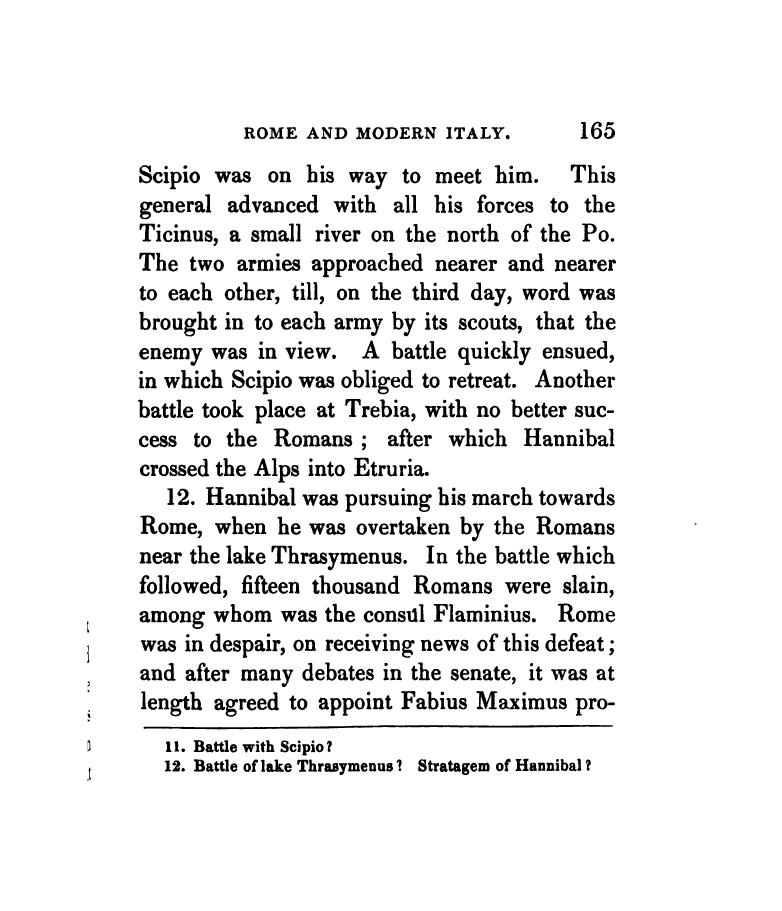 ROME AND MODERN ITALY. 165
Scipio was on his way to meet him. This
general advanced with all his forces to the
Ticinus, a small river on the north of the Po.
The two armies approached nearer and nearer
to each other, till, on the third day, word was
brought in to each army by its scouts, that the
enemy was in view. A battle quickly ensued,
in which Scipio was obliged to retreat. Another
battle took place at Trebia, with no better suc-
cess to the Romans ; after which Hannibal
crossed the Alps into Etruria.
12. Hannibal was pursuing his march towards
Rome, when he was overtaken by the Romans
near the lake Thrasymenus. In the battle which
followed, fifteen thousand Romans were slain,
among whom was the consul Flaminius. Rome
was in despair, on receiving news of this defeat ;
and after many debates in the senate, it was at
length agreed to appoint Fabius Maximus pro-
11. Battle with Scipio ?
12. Battle of lake Thrasymenus ? Stratagem of Hannibal ?